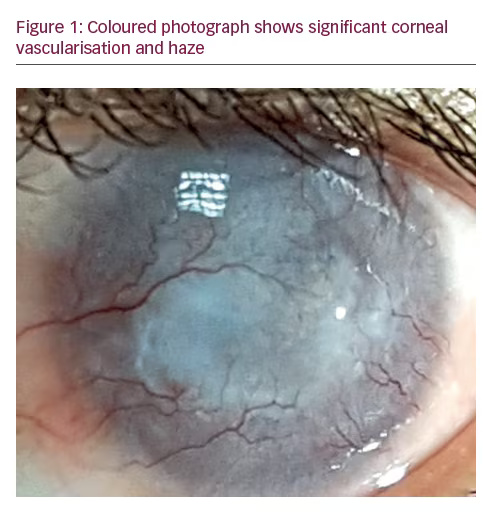 Figure 1: Coloured photograph shows significant corneal
vascularisation and haze